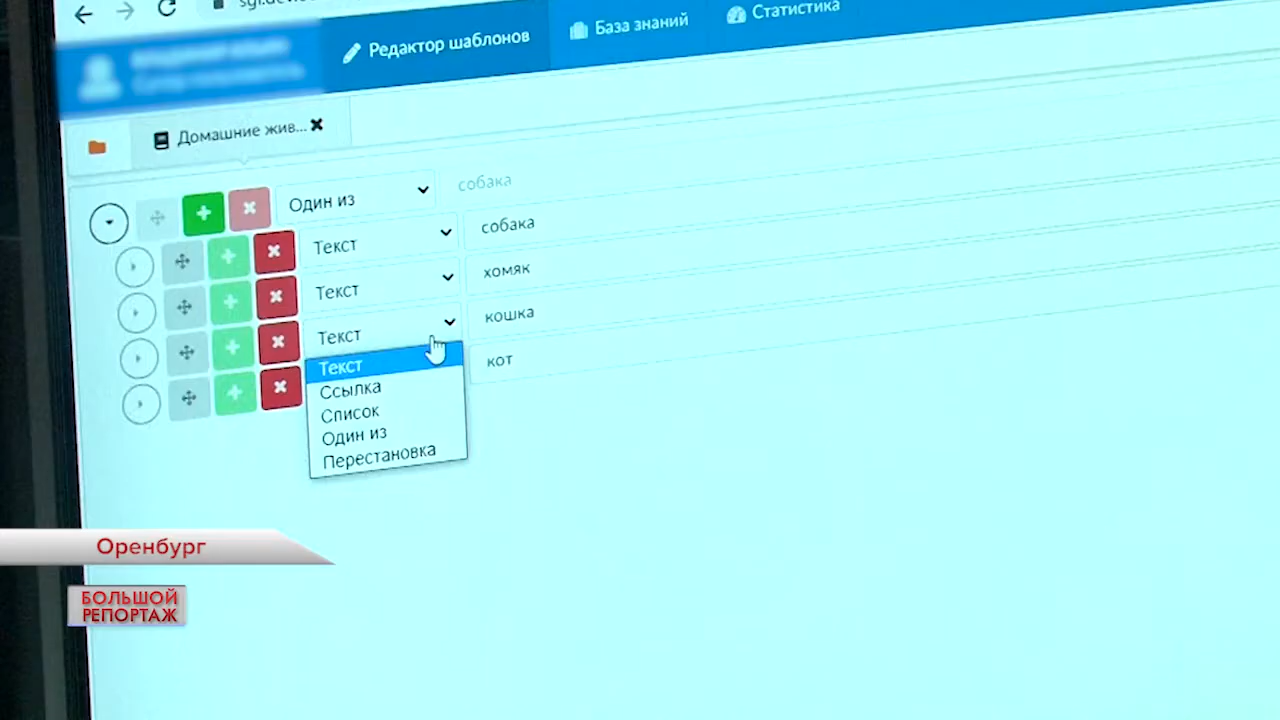 Редактор шаблонов
База знаний
Статистика
Домашние жив...
Один из
собака
Текст
собака
Текст
хомяк
Текст
кошка
кот
Текст
Ссылка
Список
Один из
Перестановка
Оренбург
БОЛЬШОЙ
РЕПОРТАЖ